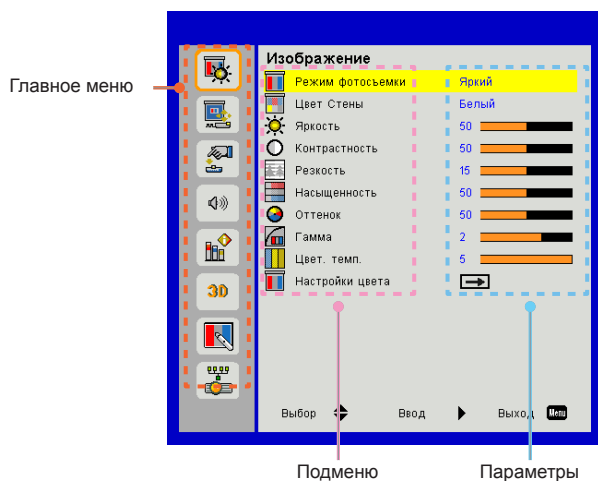 Изображение
Главное меню
Режим фотосъемки Яркий
Цвет Стены Белый
Яркость 50
Контрастность 50
Резкость 15
Насыщенность 50
Оттенок 50
Гамма 2
Цвет. темп. 5
3D
Настройки цвета
Выбор Ввод Выход Menu
Подменю Параметры